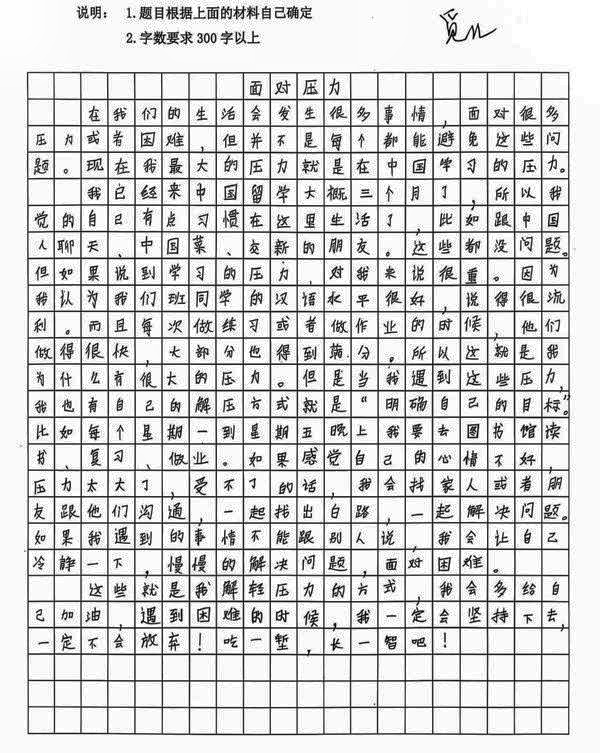 说明： 1.题目根据上面的材料自己确定
2.字数要求 300 字以上
面对压力
在我们的生活会发生很多事情，面对很多
压力或者困难，但并不是每个都能避免这些问
题。现在我最大的压力就是在中国学习的压力。
我已经来中国留学大概三个月了，所以我
觉的自己有点习惯在这里生活了，比如跟中国
人聊天、中国菜、交新的朋友。这些都没问题。
但如果说到学习的压力，对我来说很重。因为
我认为我们班同学的汉语水平很好，说得很流
利。而且每次做练习或者做作业的时候，他们
做得很快，大部分也得到满分。所以这就是我
为什么有很大的压力。但是当我遇到这些压力，
我也有自己的解压方式就是“明确自己的目标”。
比如每个星期一到星期五晚上我要去图书馆读
书、复习、做业。如果感觉自己的心情不好，
压力太大了，受不了的话，我会找家人或者朋
友跟他们沟通，一起找出白路，一起解决问题。
如果我遇到的事情不能跟别人说，我会让自己
冷静一下，慢慢的解决问题，面对困难。
这些就是我解轻压力的方式，我会多给自
己加油，遇到困难的时候，我一定会坚持下去，
一定不会放弃！吃一堑，长一智吧！